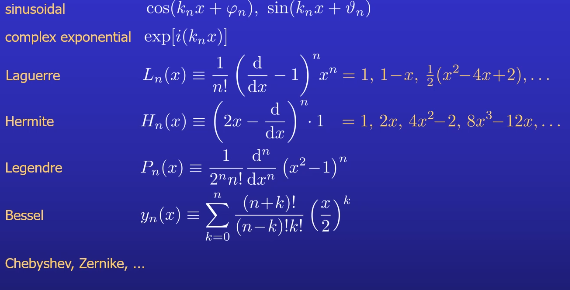 sinusoidal cos(kₙx + φₙ), sin(kₙx + ϑₙ)
complex exponential exp[i(kₙx)]
Laguerre Lₙ(x) ≡ 1/n! (d/dx − 1)ⁿ xⁿ = 1, 1−x, ½(x²−4x+2), . . .
Hermite Hₙ(x) ≡ (2x − d/dx)ⁿ · 1 = 1, 2x, 4x²−2, 8x³−12x, . . .
Legendre Pₙ(x) ≡ 1/(2ⁿn!) dⁿ/dxⁿ (x²−1)ⁿ
Bessel yₙ(x) ≡ ∑ₖ₌₀ⁿ (n+k)!/((n−k)!k!) (x/2)ᵏ
Chebyshev, Zernike, ...